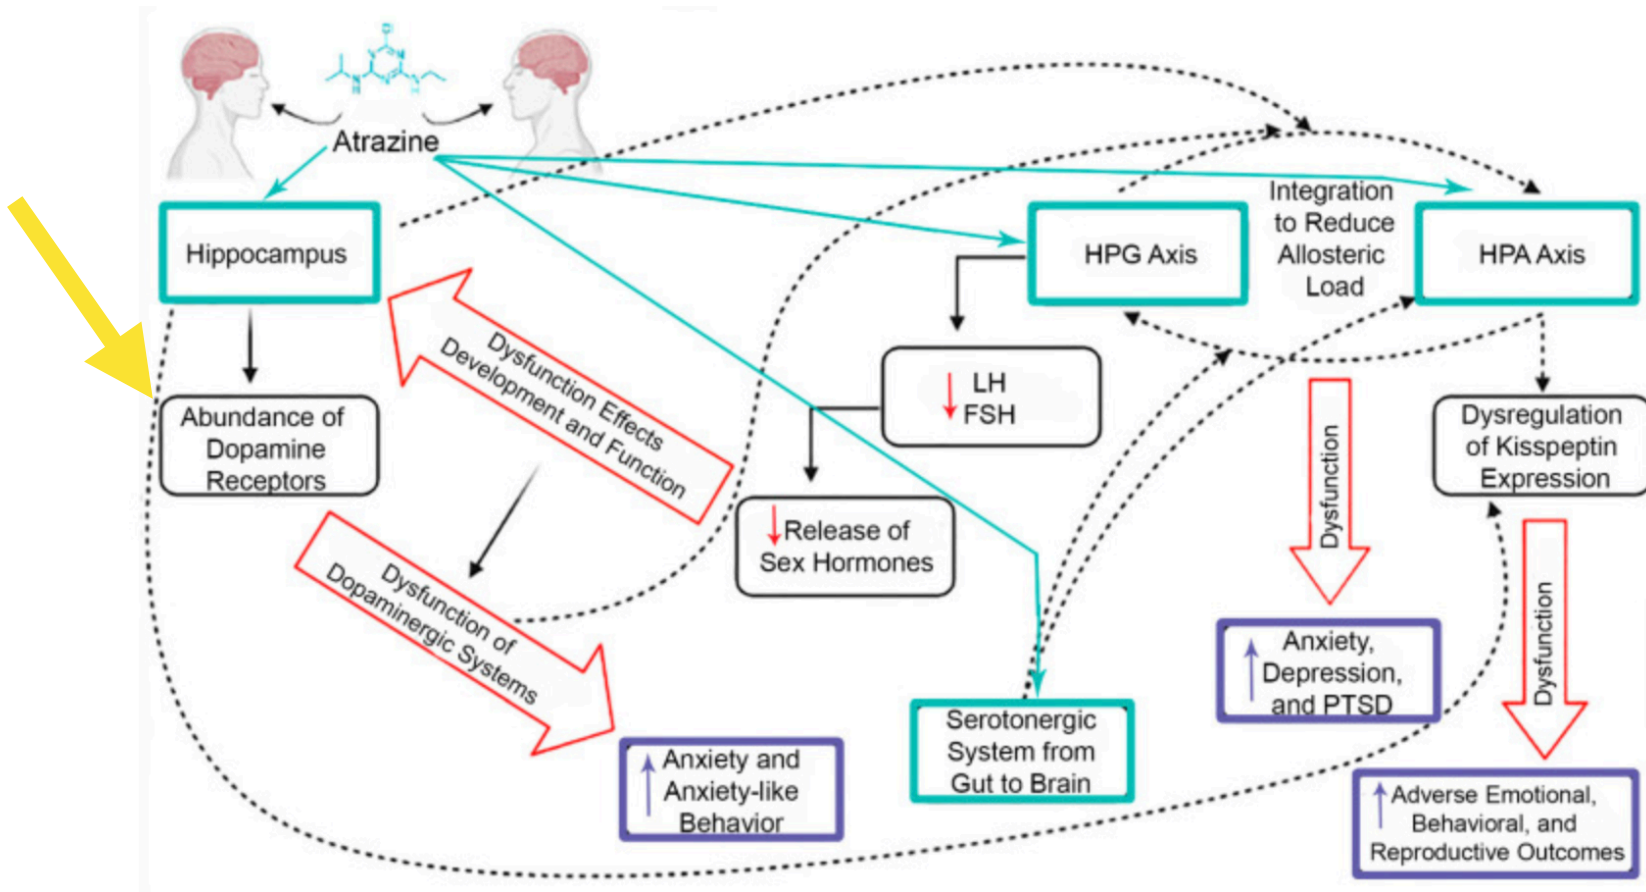 Cl
N
N
N
N
H
N
H
Atrazine
Hippocampus
HPG Axis
Integration
to Reduce
Allosteric
Load
HPA Axis
Dysfunction Effects
Development and Function
LH
FSH
Abundance of
Dopamine
Receptors
Dysregulation
of Kisspeptin
Expression
Dysfunction
Release of
Sex Hormones
Dysfunction of
Dopaminergic Systems
Dysfunction
Anxiety,
Depression,
and PTSD
Serotonergic
System from
Gut to Brain
Anxiety and
Anxiety-like
Behavior
Adverse Emotional,
Behavioral, and
Reproductive Outcomes